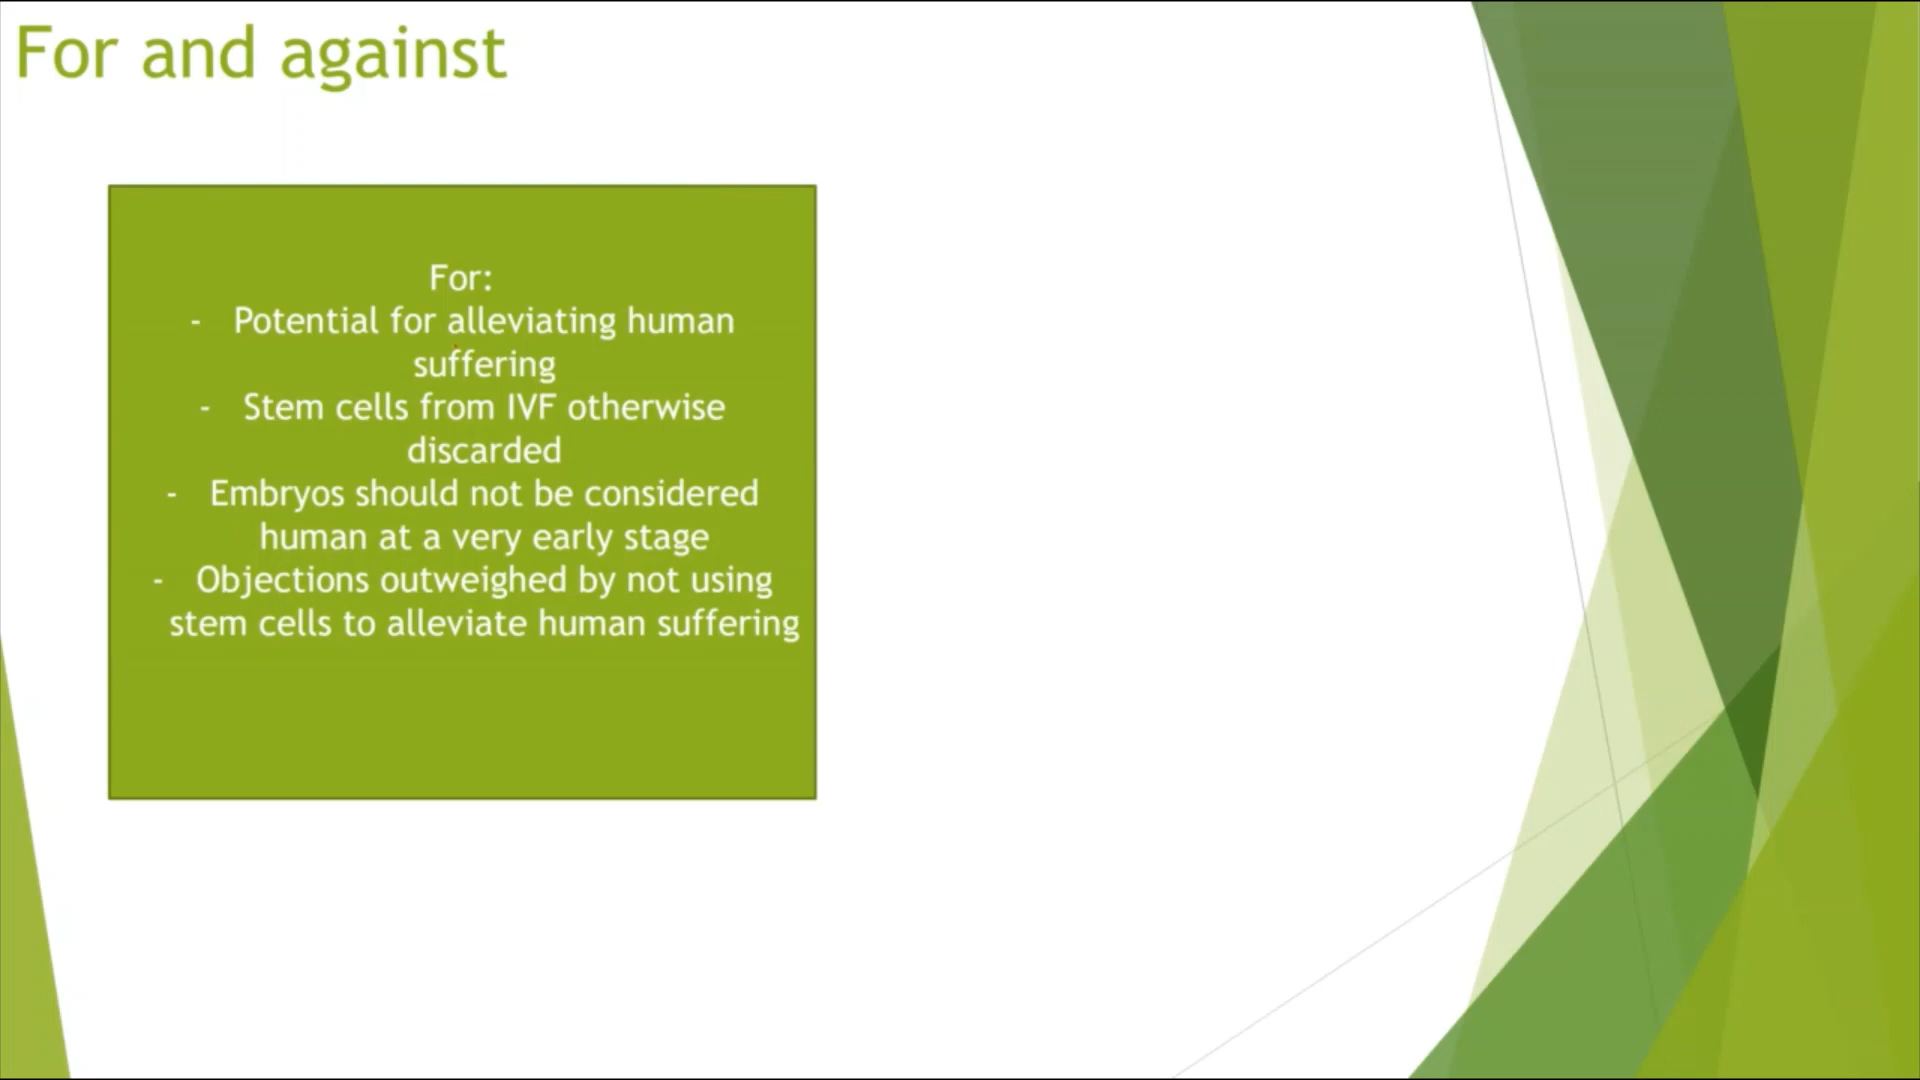 For and against
For:
- Potential for alleviating human
suffering
- Stem cells from IVF otherwise
discarded
- Embryos should not be considered
human at a very early stage
- Objections outweighed by not using
stem cells to alleviate human suffering